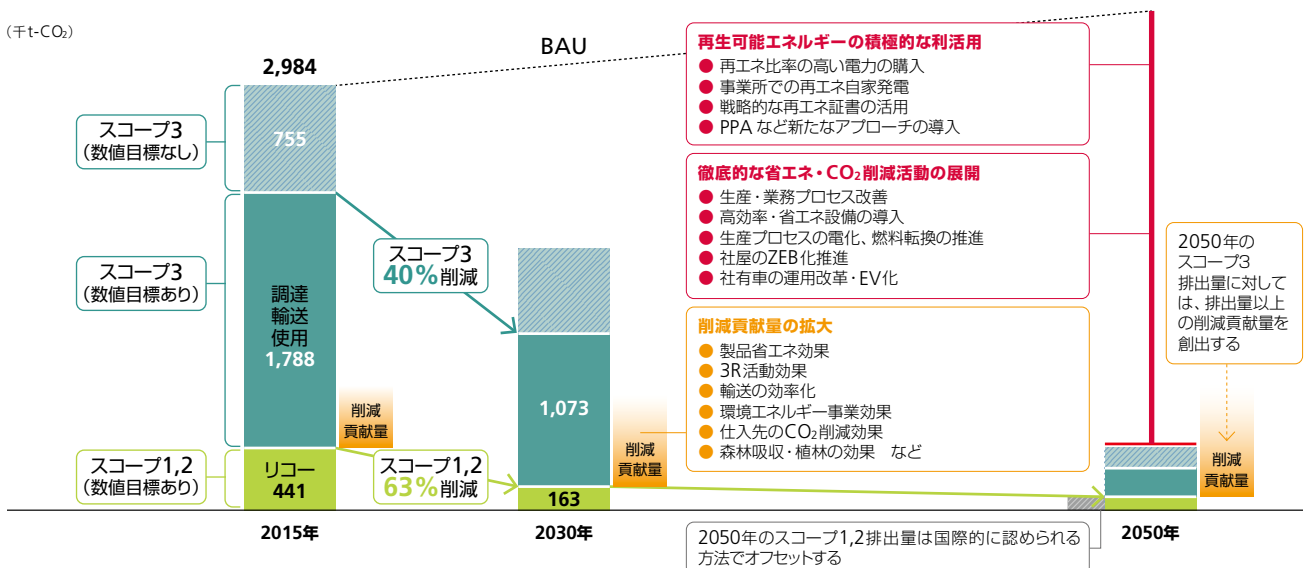 (千t-CO₂)
BAU
2,984
スコープ3
(数値目標なし)
755
スコープ3
(数値目標あり)
調達
輸送
使用
1,788
スコープ3
40%削減
削減
貢献量
スコープ1,2
(数値目標あり)
リコー
441
スコープ1,2
63%削減
1,073
163
削減
貢献量
再生可能エネルギーの積極的な利活用
● 再エネ比率の高い電力の購入
● 事業所での再エネ自家発電
● 戦略的な再エネ証書の活用
● PPAなど新たなアプローチの導入
徹底的な省エネ・CO₂削減活動の展開
● 生産・業務プロセス改善
● 高効率・省エネ設備の導入
● 生産プロセスの電化、燃料転換の推進
● 社屋のZEB化推進
● 社有車の運用改革・EV化
削減貢献量の拡大
● 製品省エネ効果
● 3R活動効果
● 輸送の効率化
● 環境エネルギー事業効果
● 仕入先のCO₂削減効果
● 森林吸収・植林の効果 など
2050年の
スコープ3
排出量に対して
は、排出量以上
の削減貢献量を
創出する
削減
貢献量
2015年
2030年
2050年
2050年のスコープ1,2排出量は国際的に認められる
方法でオフセットする